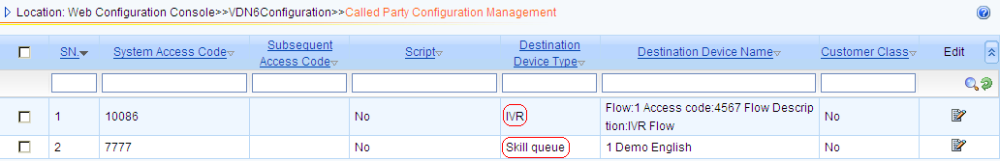 Location: Web Configuration Console>>VDN6Configuration>>Called Party Configuration Management
SN. System Access Code Subsequent Access Code Script Destination Device Type Destination Device Name Customer Class Edit
1 10086 No IVR Flow:1 Access code:4567 Flow Descrip
tion:IVR Flow No
2 7777 No Skill queue 1 Demo English No